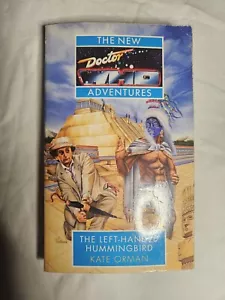 THE NEW
Doctor
WHO
ADVENTURES
THE LEFT-HANDED
HUMMINGBIRD
KATE ORMAN